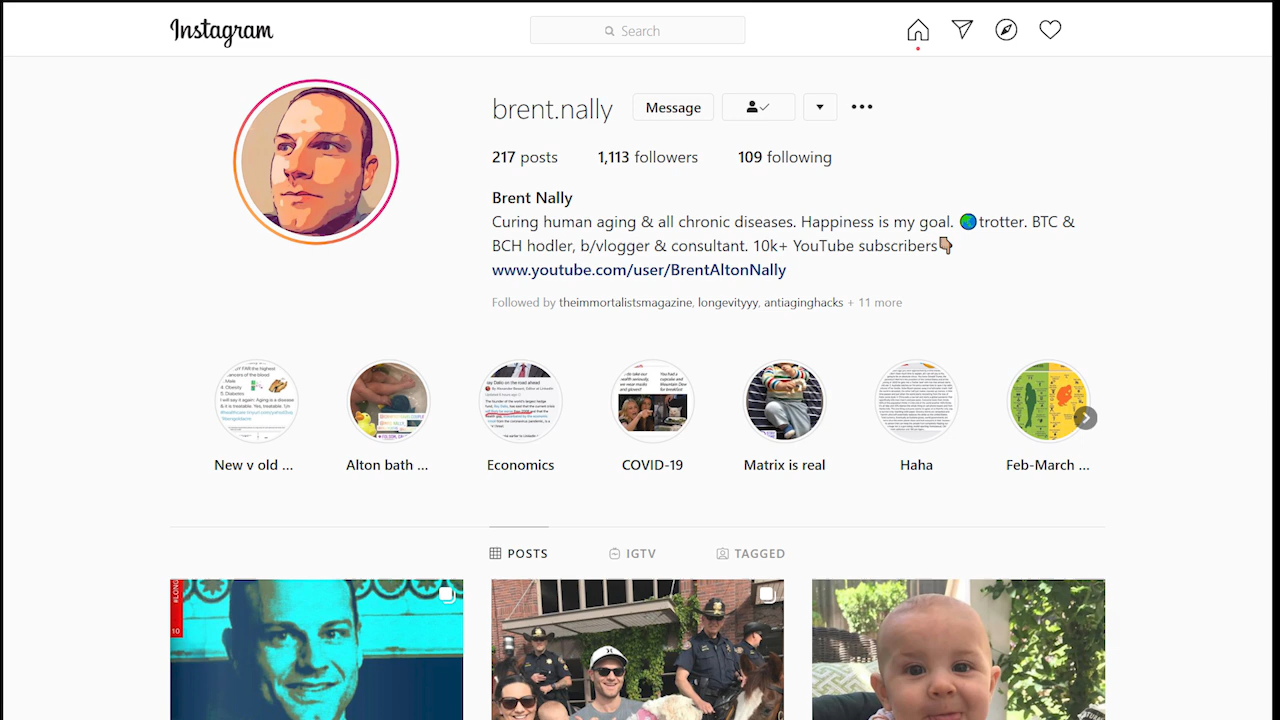 Instagram
Search
brent.nally
Message
217 posts
1,113 followers
109 following
Brent Nally
Curing human aging & all chronic diseases. Happiness is my goal. 🌏trotter. BTC &
BCH hodler, b/vlogger & consultant. 10k+ YouTube subscribers👇🏽
www.youtube.com/user/BrentAltonNally
Followed by theimmortalistsmagazine, longevityyy, antiaginghacks + 11 more
New v old ...
Alton bath ...
Economics
COVID-19
Matrix is real
Haha
Feb-March ...
POSTS
IGTV
TAGGED
#LONG
10